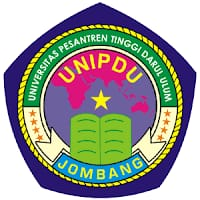 UNIVERSITAS PESANTREN TINGGI DARUL ULUM
UNIPDU
JOMBANG